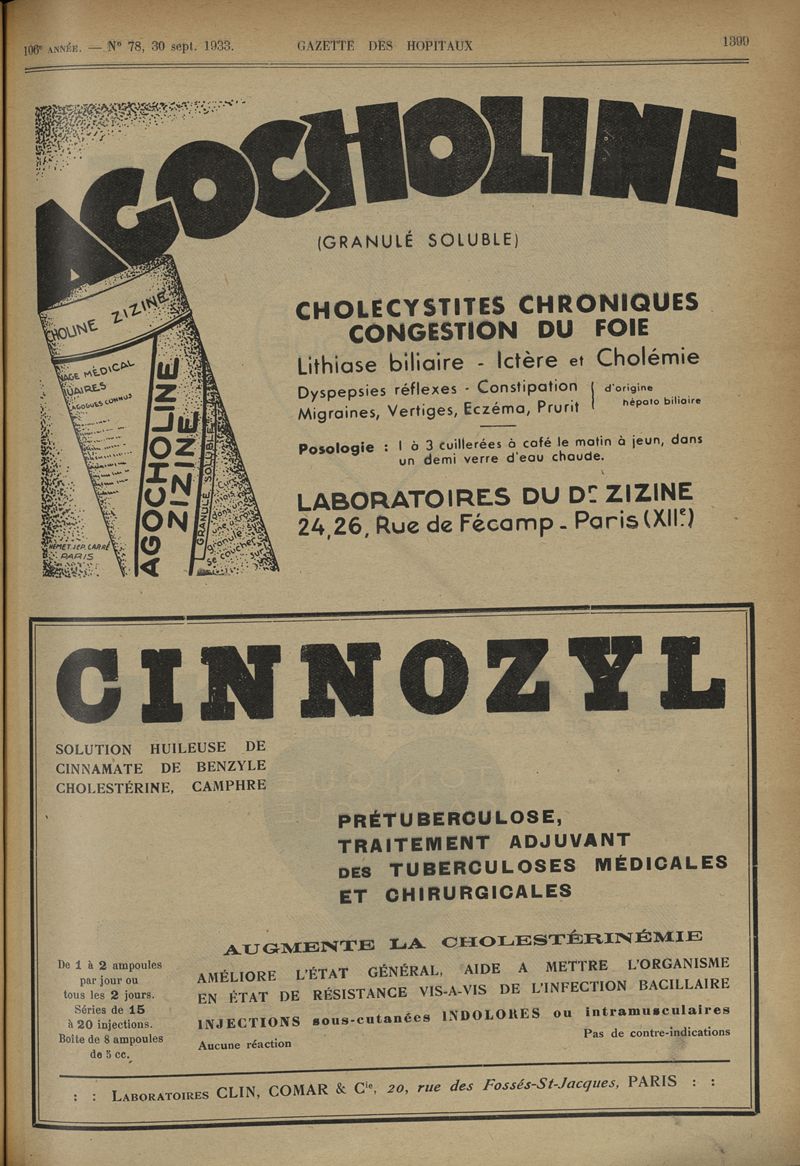 106e ANNÉE. — No 78, 30 sept. 1933. GAZETTE DES HOPITAUX 1399
AGOCHOLINE
(GRANULÉ SOLUBLE)
CHOLINE ZIZINE
MÉDICAL
AGOCHOLINE
ZIZINE
GRANULÉ SOLUBLE
PARIS
CHOLECYSTITES CHRONIQUES
CONGESTION DU FOIE
Lithiase biliaire - Ictère et Cholémie
Dyspepsies réflexes - Constipation
Migraines, Vertiges, Eczéma, Prurit
d'origine
hépato biliaire
Posologie : 1 à 3 cuillerées à café le matin à jeun, dans
un demi verre d'eau chaude.
LABORATOIRES DU Dr ZIZINE
24,26, Rue de Fécamp - Paris (XIIe)
CINNOZYL
SOLUTION HUILEUSE DE
CINNAMATE DE BENZYLE
CHOLESTÉRINE, CAMPHRE
PRÉTUBERCULOSE,
TRAITEMENT ADJUVANT
DES TUBERCULOSES MÉDICALES
ET CHIRURGICALES
De 1 à 2 ampoules
par jour ou
tous les 2 jours.
Séries de 15
à 20 injections.
Boîte de 8 ampoules
de 5 cc.
AUGMENTE LA CHOLESTÉRINÉMIE
AMÉLIORE L'ÉTAT GÉNÉRAL, AIDE A METTRE L'ORGANISME
EN ÉTAT DE RÉSISTANCE VIS-A-VIS DE L'INFECTION BACILLAIRE
INJECTIONS sous-cutanées INDOLORES ou intramusculaires
Aucune réaction Pas de contre-indications
: : LABORATOIRES CLIN, COMAR & Cie, 20, rue des Fossés-St-Jacques, PARIS : :